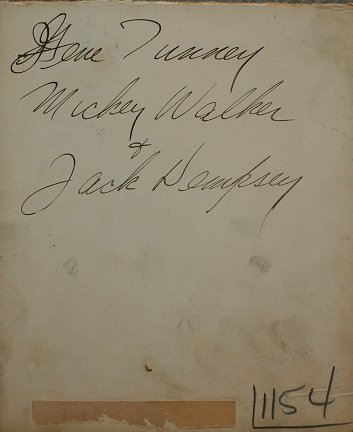 Gene Tunney
Mickey Walker
&
Jack Dempsey
1154